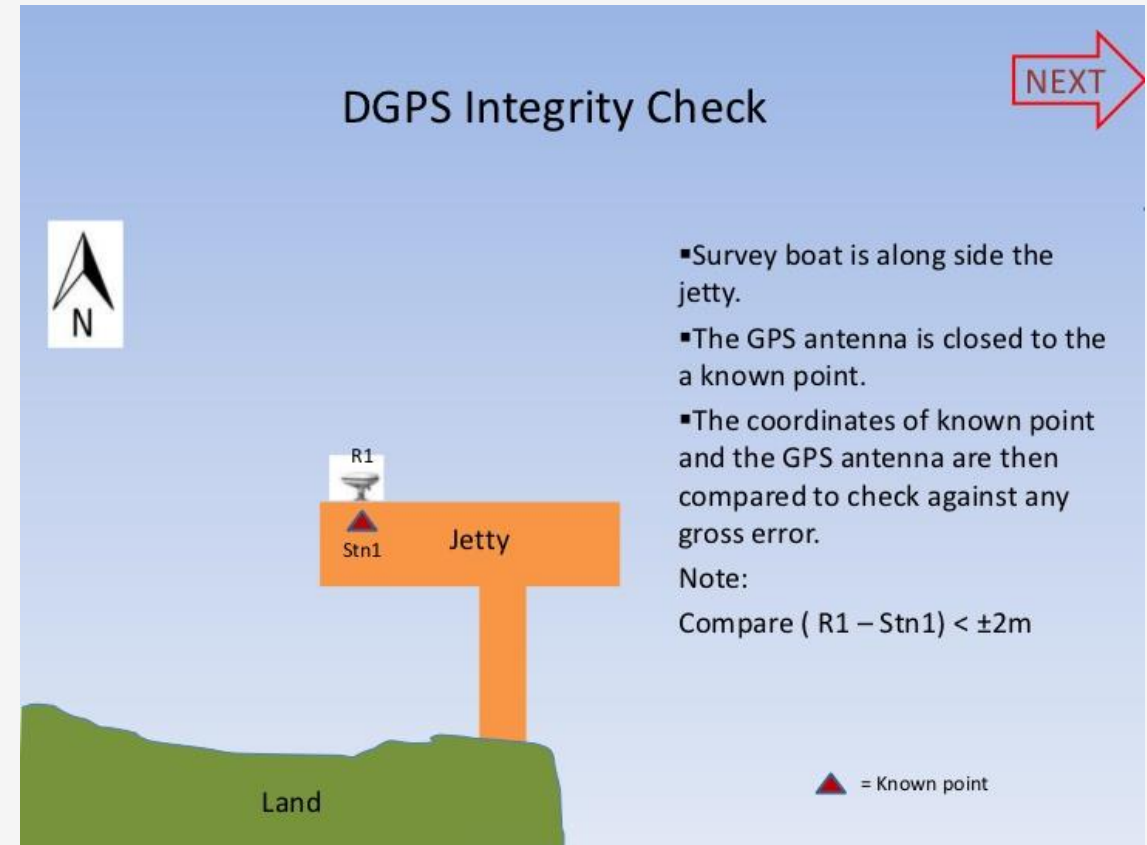 NEXT
DGPS Integrity Check
N
▪Survey boat is along side the
jetty.
▪The GPS antenna is closed to the
a known point.
▪The coordinates of known point
and the GPS antenna are then
compared to check against any
gross error.
Note:
Compare ( R1 – Stn1) < ±2m
R1
Stn1
Jetty
Land
= Known point